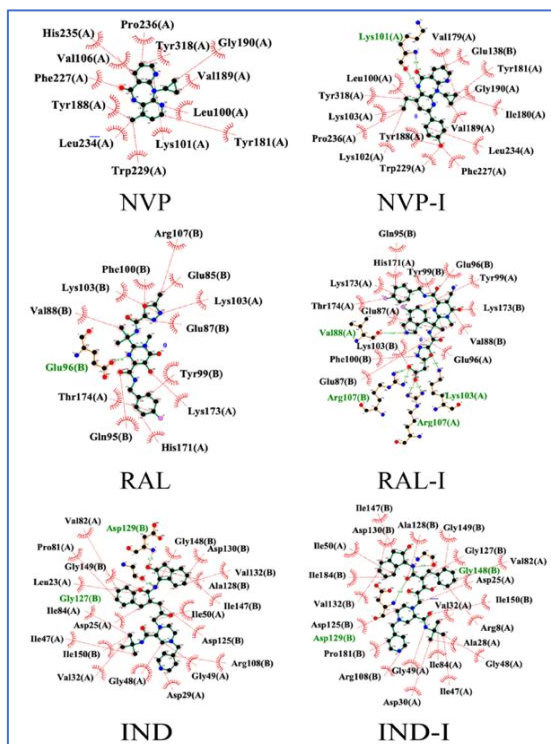 Pro236(A)
His235(A)
Tyr318(A)
Gly190(A)
Val106(A)
Phe227(A)
Val189(A)
Tyr188(A)
Leu100(A)
Leu234(A)
Lys101(A)
Tyr181(A)
Trp229(A)
NVP
Lys101(A)
Val179(A)
Glu138(B)
Leu100(A)
Tyr181(A)
Tyr318(A)
Gly190(A)
Lys103(A)
Ile180(A)
Pro236(A)
Tyr188(A)
Val189(A)
Lys102(A)
Leu234(A)
Trp229(A)
Phe227(A)
NVP-I
Arg107(B)
Phe100(B)
Glu85(B)
Lys103(B)
Lys103(A)
Val88(B)
Glu87(B)
Glu96(B)
Tyr99(B)
Thr174(A)
Lys173(A)
Gln95(B)
His171(A)
RAL
Gln95(B)
His171(A)
Tyr99(B)
Glu96(B)
Lys173(A)
Tyr99(A)
Thr174(A)
Glu87(A)
Lys173(B)
Val88(A)
Lys103(B)
Val88(B)
Phe100(B)
Glu96(A)
Glu87(B)
Lys103(A)
Arg107(B)
Arg107(A)
RAL-I
Val82(A)
Asp129(B)
Pro81(A)
Gly148(B)
Asp130(B)
Gly149(B)
Leu23(A)
Val132(B)
Ala128(B)
Gly127(B)
Ile147(B)
Ile84(A)
Ile50(A)
Asp25(A)
Ile47(A)
Asp125(B)
Ile150(B)
Arg108(B)
Val32(A)
Gly48(A)
Gly49(A)
Asp29(A)
IND
Ile147(B)
Ala128(B)
Asp130(B)
Gly149(B)
Ile50(A)
Gly127(B)
Val82(A)
Gly148(B)
Ile184(B)
Asp25(A)
Val132(B)
Val32(A)
Ile150(B)
Asp125(B)
Arg8(A)
Asp129(B)
Ala28(A)
Pro181(B)
Gly49(A)
Ile84(A)
Gly48(A)
Arg108(B)
Ile47(A)
Asp30(A)
IND-I